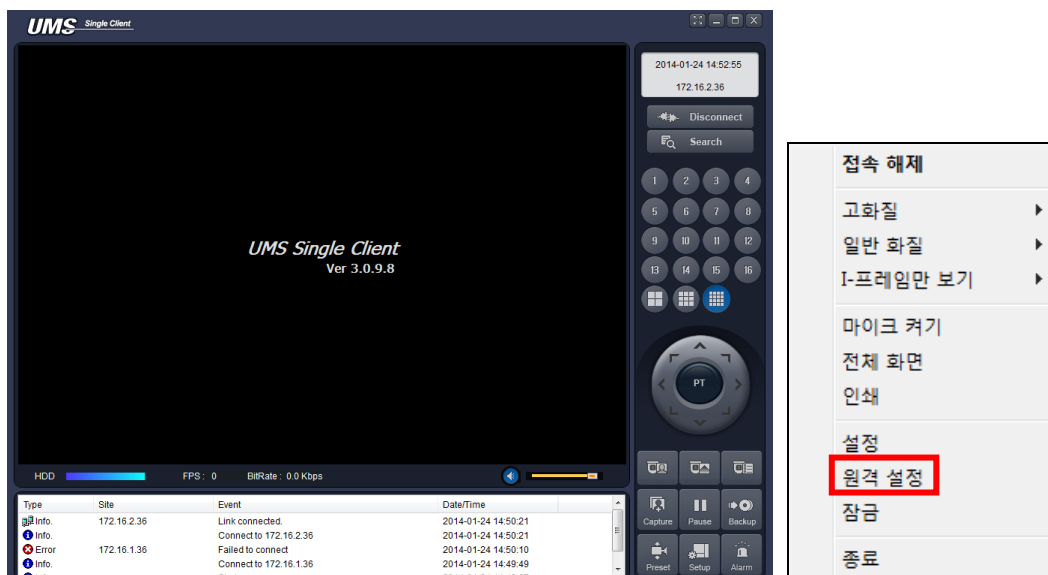 UMS Single Client
2014-01-24 14:52:55
172.16.2.36
Disconnect
Search
1 2 3 4
5 6 7 8
9 10 11 12
13 14 15 16
UMS Single Client
Ver 3.0.9.8
PT
HDD FPS : 0 BitRate : 0.0 Kbps
Capture Pause Backup
Preset Setup Alarm
Type Site Event Date/Time
Info. 172.16.2.36 Link connected. 2014-01-24 14:50:21
Info. Connect to 172.16.2.36 2014-01-24 14:50:21
Error 172.16.1.36 Failed to connect 2014-01-24 14:50:10
Info. Connect to 172.16.1.36 2014-01-24 14:49:49
접속 해제
고화질
일반 화질
I-프레임만 보기
마이크 켜기
전체 화면
인쇄
설정
원격 설정
잠금
종료